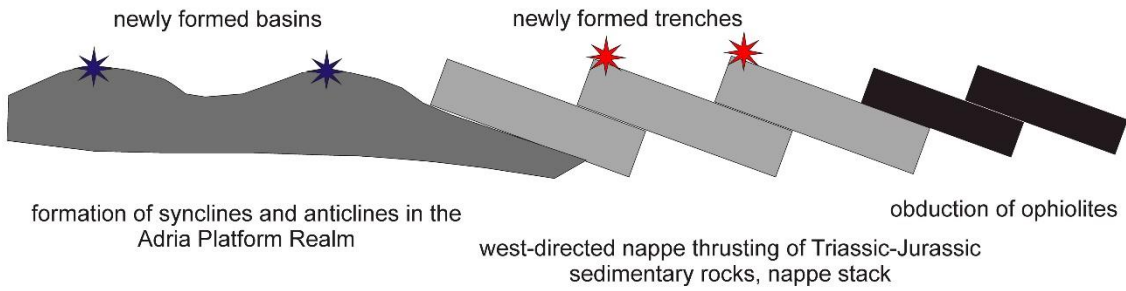 newly formed basins
newly formed trenches
formation of synclines and anticlines in the
Adria Platform Realm
obduction of ophiolites
west-directed nappe thrusting of Triassic-Jurassic
sedimentary rocks, nappe stack